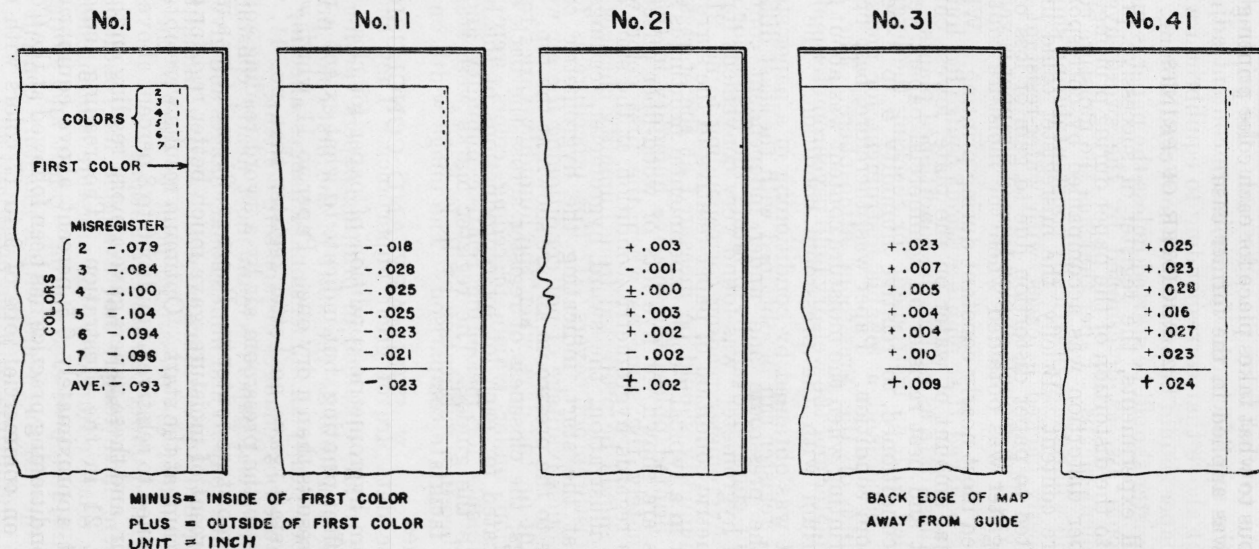 No.1
No.11
No.21
No.31
No.41
COLORS
2
3
4
5
6
7
FIRST COLOR
MISREGISTER
COLORS
2 -.079
3 -.084
4 -.100
5 -.104
6 -.094
7 -.096
AVE. -.093
-.018
-.028
-.025
-.025
-.023
-.021
-.023
+.003
-.001
±.000
+.003
+.002
-.002
±.002
+.023
+.007
+.005
+.004
+.004
+.010
+.009
+.025
+.023
+.028
+.016
+.027
+.023
+.024
MINUS = INSIDE OF FIRST COLOR
PLUS = OUTSIDE OF FIRST COLOR
UNIT = INCH
BACK EDGE OF MAP
AWAY FROM GUIDE